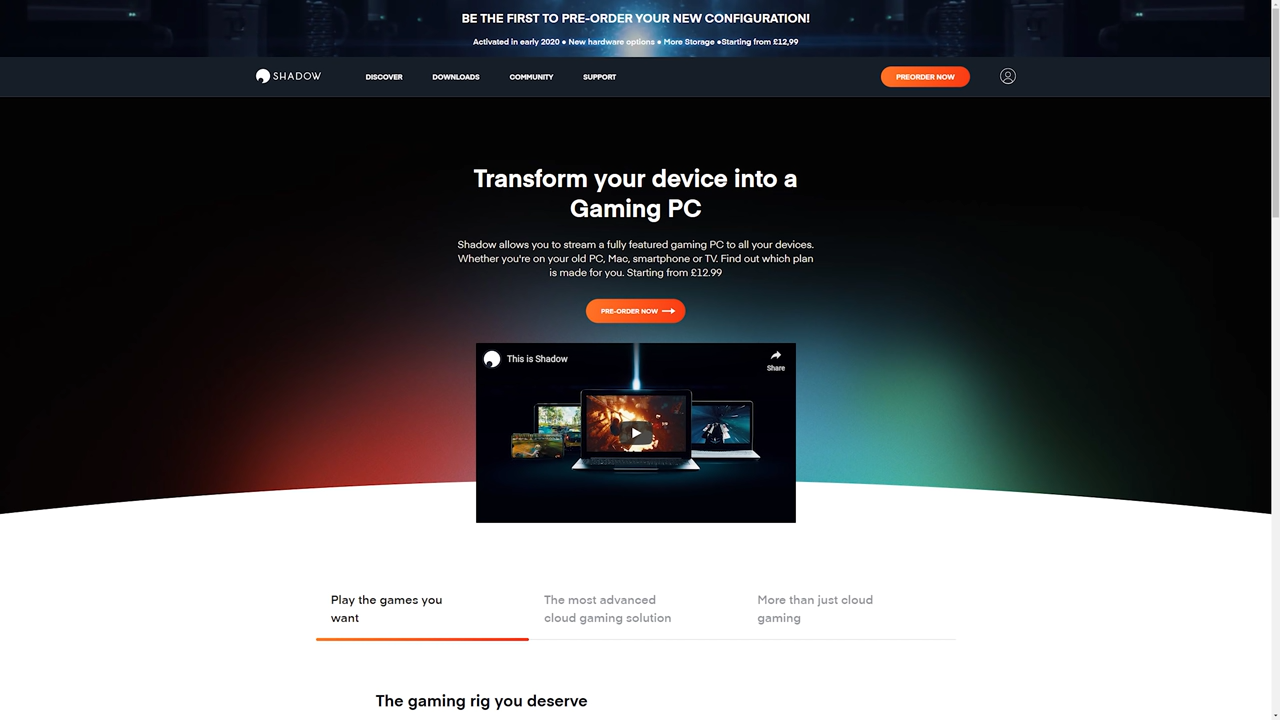 BE THE FIRST TO PRE-ORDER YOUR NEW CONFIGURATION!
Activated in early 2020 • New hardware options • More Storage •Starting from £12,99
SHADOW DISCOVER DOWNLOADS COMMUNITY SUPPORT PREORDER NOW
Transform your device into a
Gaming PC
Shadow allows you to stream a fully featured gaming PC to all your devices.
Whether you're on your old PC, Mac, smartphone or TV. Find out which plan
is made for you. Starting from £12.99
PRE-ORDER NOW
This is Shadow
Share
Play the games you
want
The most advanced
cloud gaming solution
More than just cloud
gaming
The gaming rig you deserve